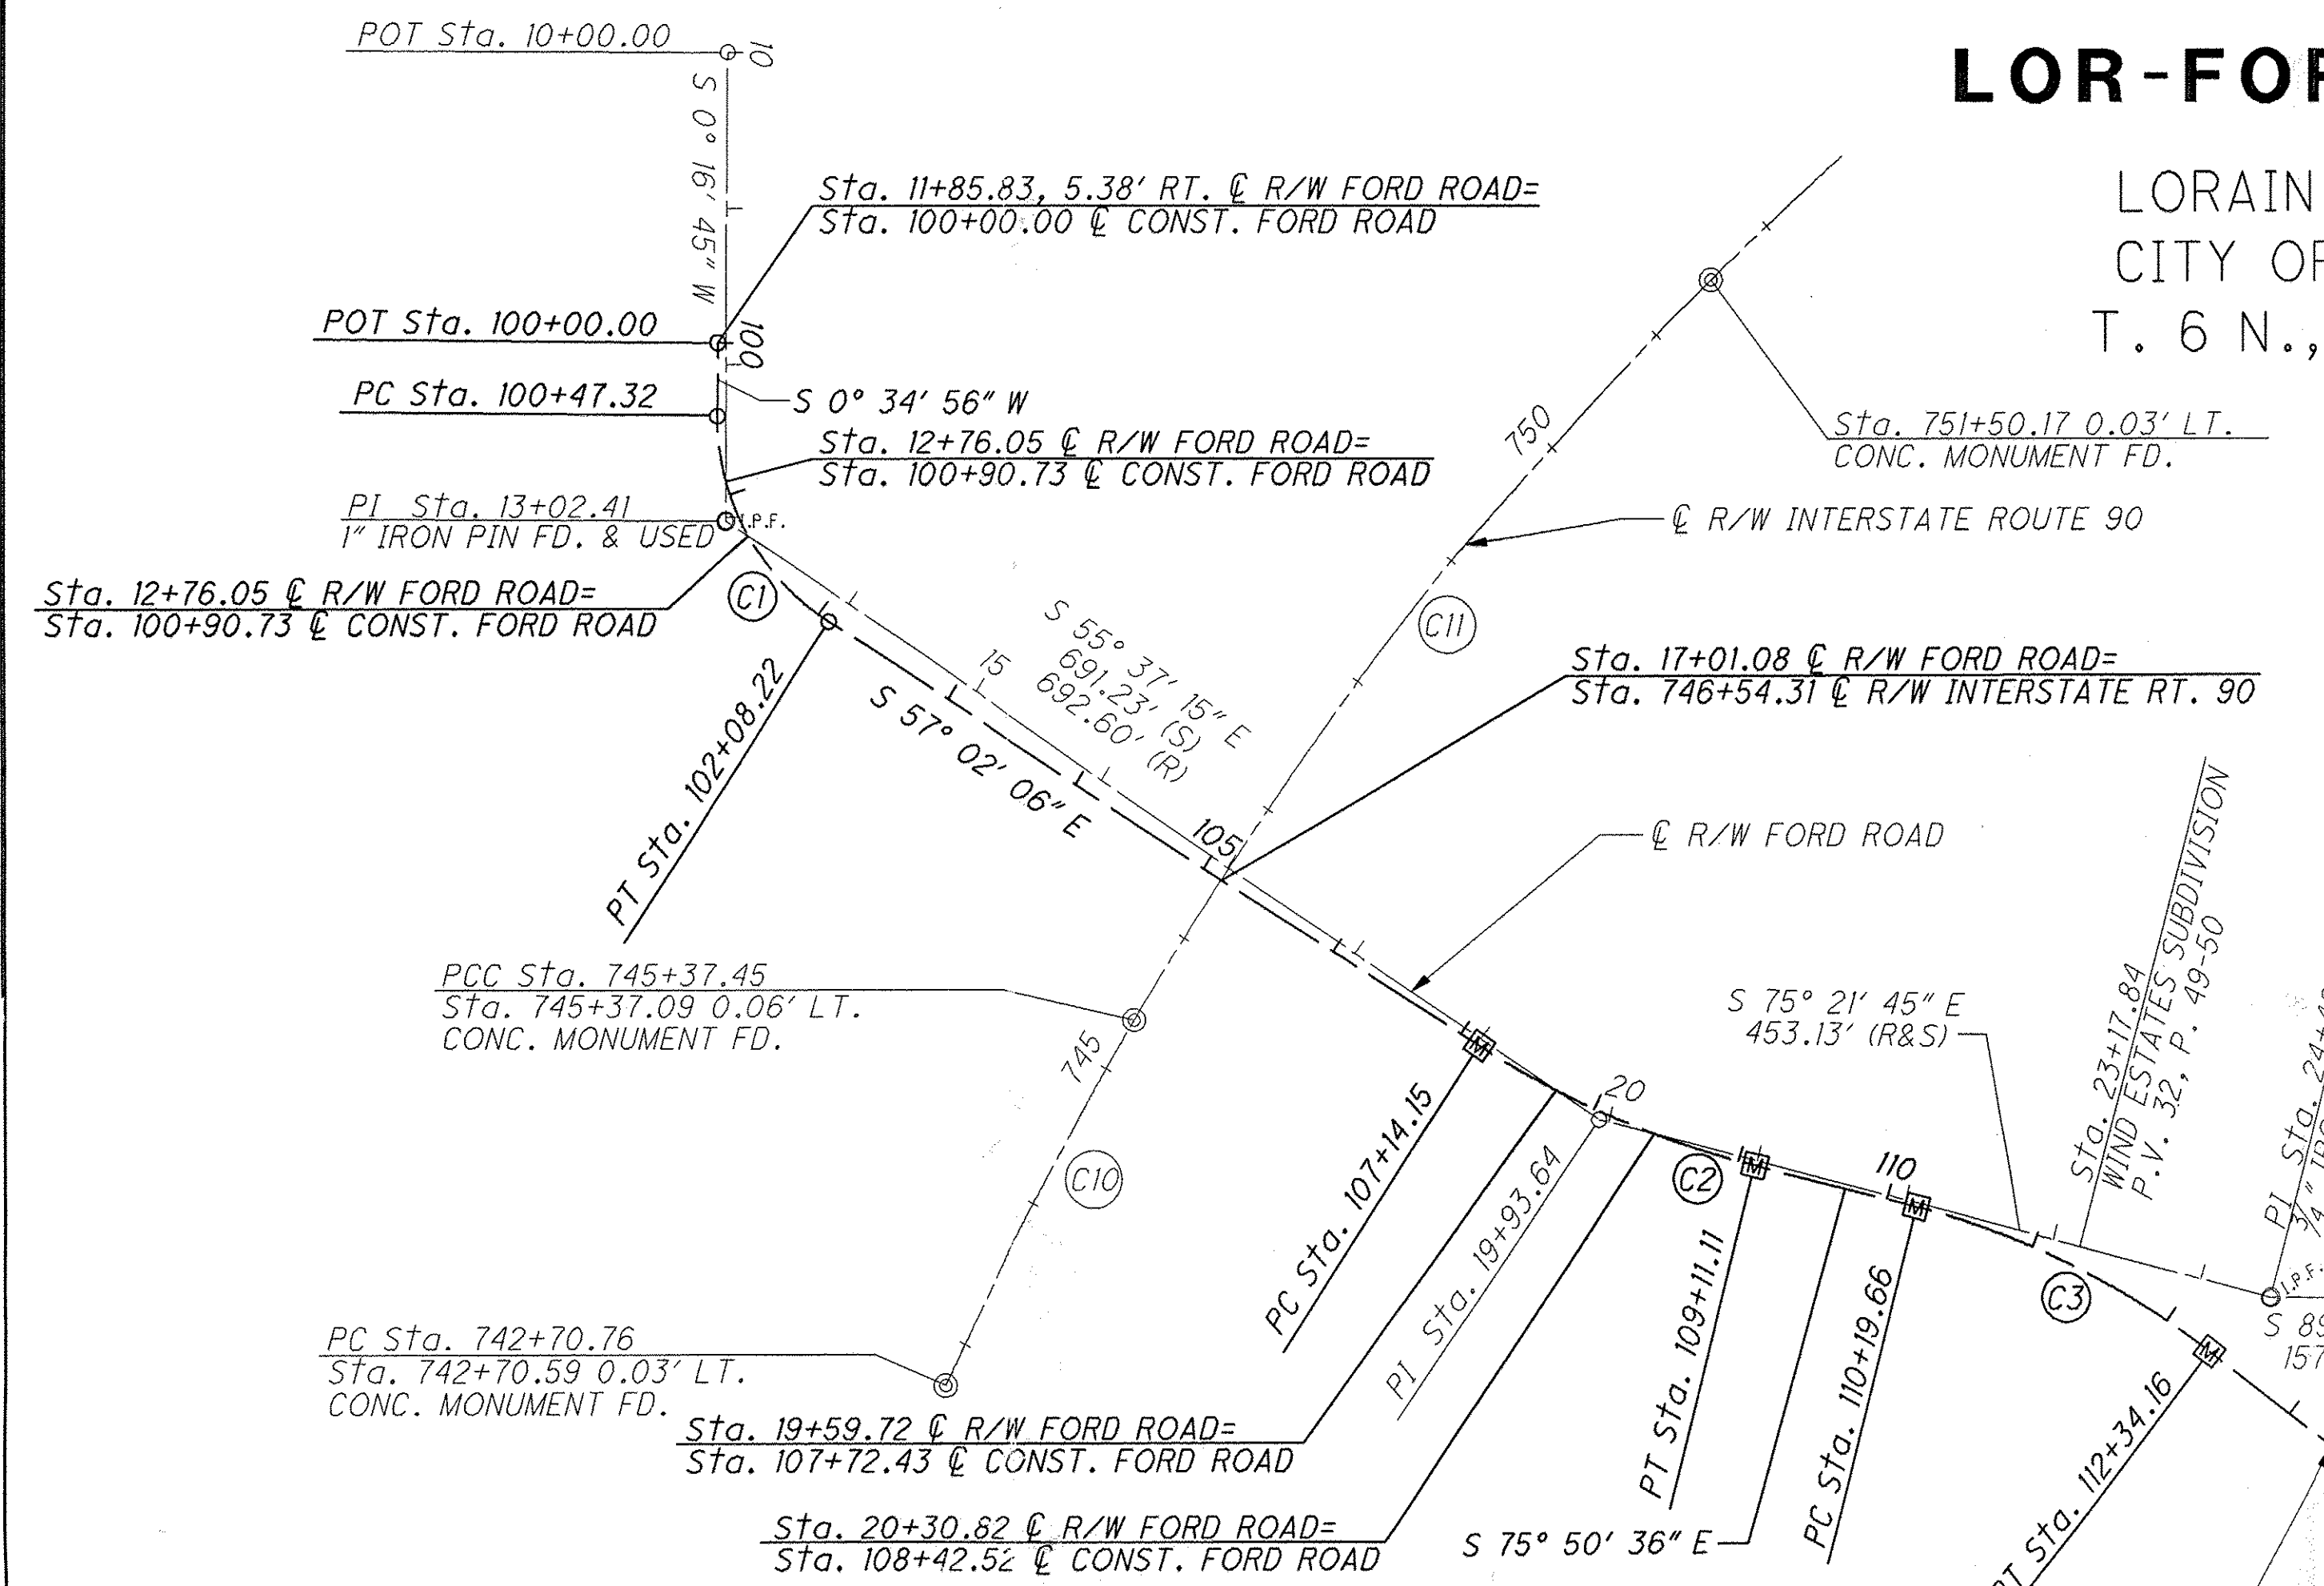 LOR-FOR
LORAIN
CITY OF
T. 6 N.,
POT Sta. 10+00.00
10
S 0° 16' 45" W
Sta. 11+85.83, 5.38' RT. ℄ R/W FORD ROAD=
Sta. 100+00.00 ℄ CONST. FORD ROAD
POT Sta. 100+00.00
100
PC Sta. 100+47.32
S 0° 34' 56" W
Sta. 12+76.05 ℄ R/W FORD ROAD=
Sta. 100+90.73 ℄ CONST. FORD ROAD
PI Sta. 13+02.41
1" IRON PIN FD. & USED
I.P.F.
Sta. 12+76.05 ℄ R/W FORD ROAD=
Sta. 100+90.73 ℄ CONST. FORD ROAD
C1
PT Sta. 102+08.22
15
S 55° 37' 15" E
691.23' (S)
692.60' (R)
S 57° 02' 06" E
750
Sta. 751+50.17 0.03' LT.
CONC. MONUMENT FD.
℄ R/W INTERSTATE ROUTE 90
C11
Sta. 17+01.08 ℄ R/W FORD ROAD=
Sta. 746+54.31 ℄ R/W INTERSTATE RT. 90
105
℄ R/W FORD ROAD
PCC Sta. 745+37.45
Sta. 745+37.09 0.06' LT.
CONC. MONUMENT FD.
745
C10
S 75° 21' 45" E
453.13' (R&S)
Sta. 23+17.84
WIND ESTATES SUBDIVISION
P.V. 32, P. 49-50
PI Sta. 24+4
3/4" IRO
I.P.F.
S 89
157
20
PC Sta. 107+14.15
PI Sta. 19+93.64
C2
PT Sta. 109+11.11
110
PC Sta. 110+19.66
C3
PT Sta. 112+34.16
PC Sta. 742+70.76
Sta. 742+70.59 0.03' LT.
CONC. MONUMENT FD.
Sta. 19+59.72 ℄ R/W FORD ROAD=
Sta. 107+72.43 ℄ CONST. FORD ROAD
Sta. 20+30.82 ℄ R/W FORD ROAD=
Sta. 108+42.52 ℄ CONST. FORD ROAD
S 75° 50' 36" E
M
M
M
M